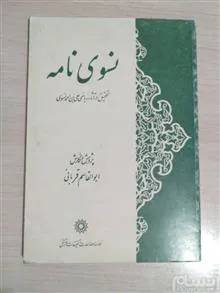 نسوی نامه
تحقیق در آثار ریاضی علی بن احمد نسوی
پژوهش و نگارش
ابوالقاسم قربانی